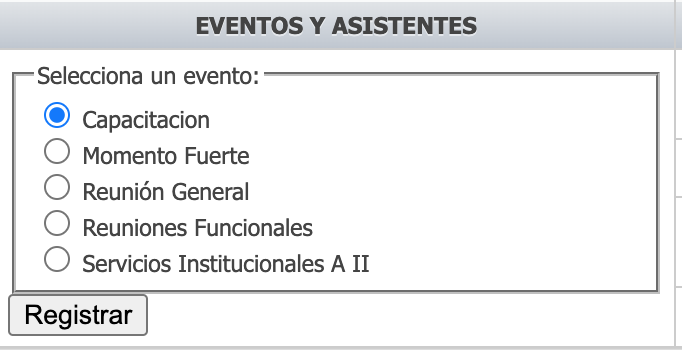 EVENTOS Y ASISTENTES
Selecciona un evento:
Capacitacion
Momento Fuerte
Reunión General
Reuniones Funcionales
Servicios Institucionales A II
Registrar